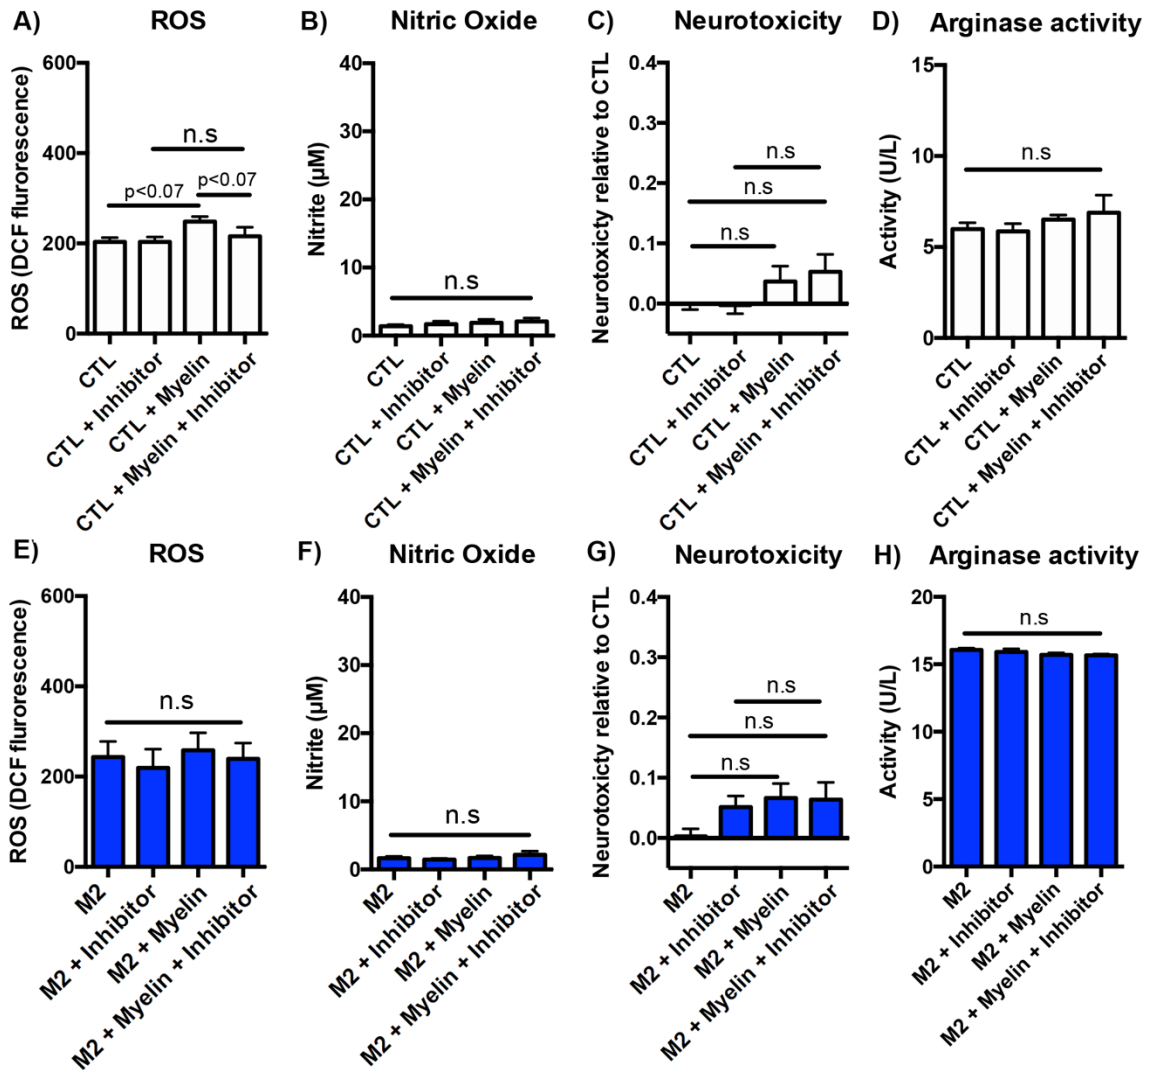 A) ROS
ROS (DCF flurorescence)
600
400
200
0
n.s
p<0.07
p<0.07
CTL
CTL + Inhibitor
CTL + Myelin
CTL + Myelin + Inhibitor
B) Nitric Oxide
Nitrite (µM)
40
30
20
10
0
n.s
CTL
CTL + Inhibitor
CTL + Myelin
CTL + Myelin + Inhibitor
C) Neurotoxicity
Neurotoxicty relative to CTL
0.4
0.3
0.2
0.1
0.0
n.s
n.s
n.s
CTL
CTL + Inhibitor
CTL + Myelin
CTL + Myelin + Inhibitor
D) Arginase activity
Activity (U/L)
15
10
5
0
n.s
CTL
CTL + Inhibitor
CTL + Myelin
CTL + Myelin + Inhibitor
E) ROS
ROS (DCF flurorescence)
600
400
200
0
n.s
M2
M2 + Inhibitor
M2 + Myelin
M2 + Myelin + Inhibitor
F) Nitric Oxide
Nitrite (µM)
40
30
20
10
0
n.s
M2
M2 + Inhibitor
M2 + Myelin
M2 + Myelin + Inhibitor
G) Neurotoxicity
Neurotoxicty relative to CTL
0.4
0.3
0.2
0.1
0.0
n.s
n.s
n.s
M2
M2 + Inhibitor
M2 + Myelin
M2 + Myelin + Inhibitor
H) Arginase activity
Activity (U/L)
20
15
10
5
0
n.s
M2
M2 + Inhibitor
M2 + Myelin
M2 + Myelin + Inhibitor